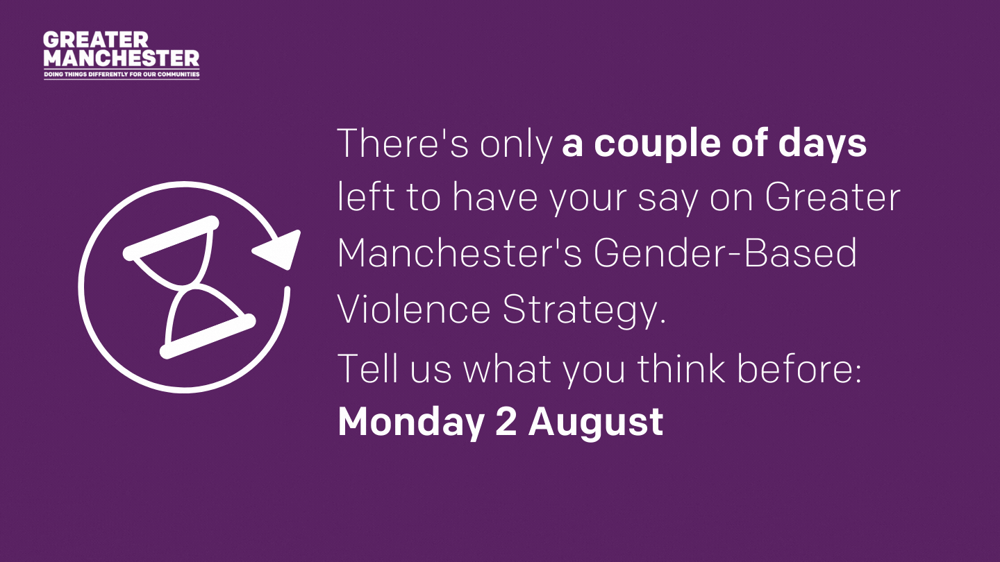 GREATER
MANCHESTER
DOING THINGS DIFFERENTLY FOR OUR COMMUNITIES
There's only a couple of days
left to have your say on Greater
Manchester's Gender-Based
Violence Strategy.
Tell us what you think before:
Monday 2 August